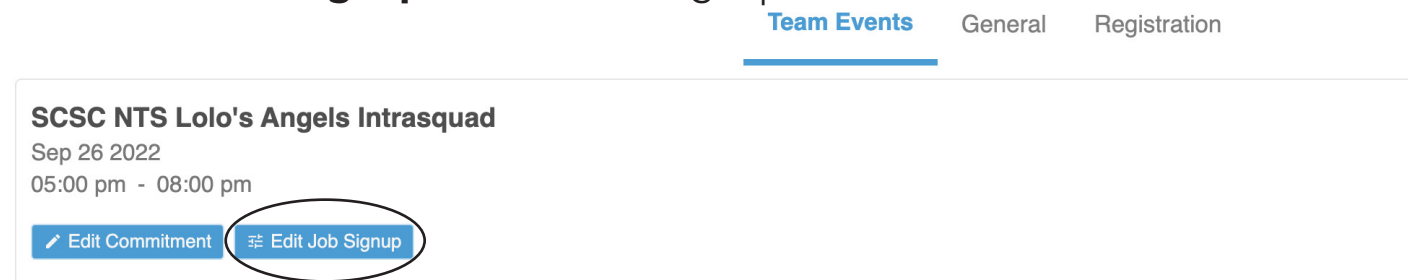 Team Events General Registration
SCSC NTS Lolo's Angels Intrasquad
Sep 26 2022
05:00 pm - 08:00 pm
Edit Commitment Edit Job Signup